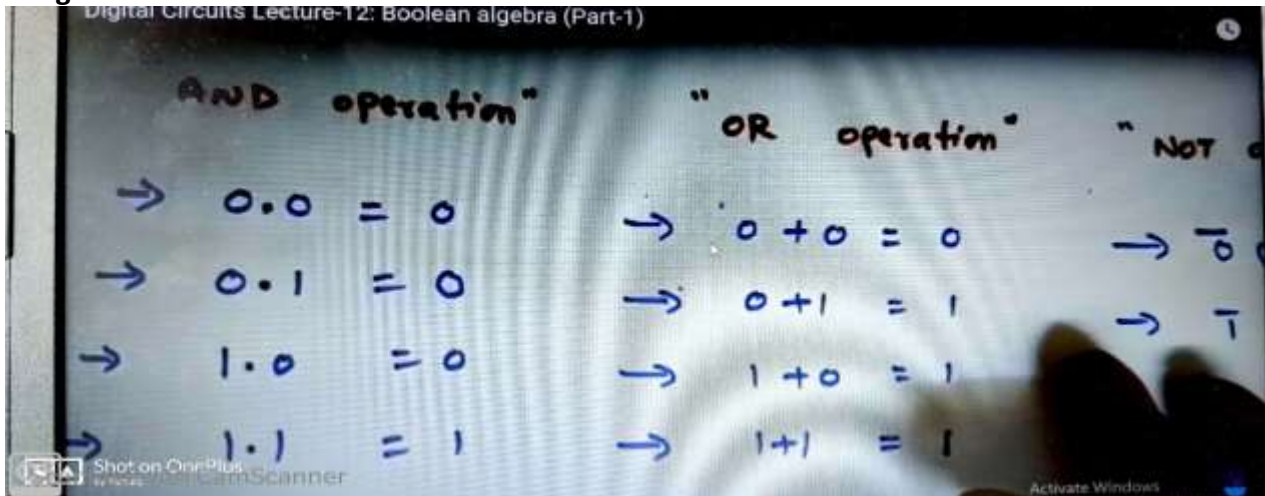 Digital Circuits Lecture-12: Boolean algebra (Part-1)
AND operation"
→ 0.0 = 0
→ 0.1 = 0
→ 1.0 = 0
→ 1.1 = 1
"OR operation"
→ 0+0 = 0
→ 0+1 = 1
→ 1+0 = 1
→ 1+1 = 1
"NOT
→ 0̅
→ 1̅
Shot on OnePlus
CamScanner
Activate Windows